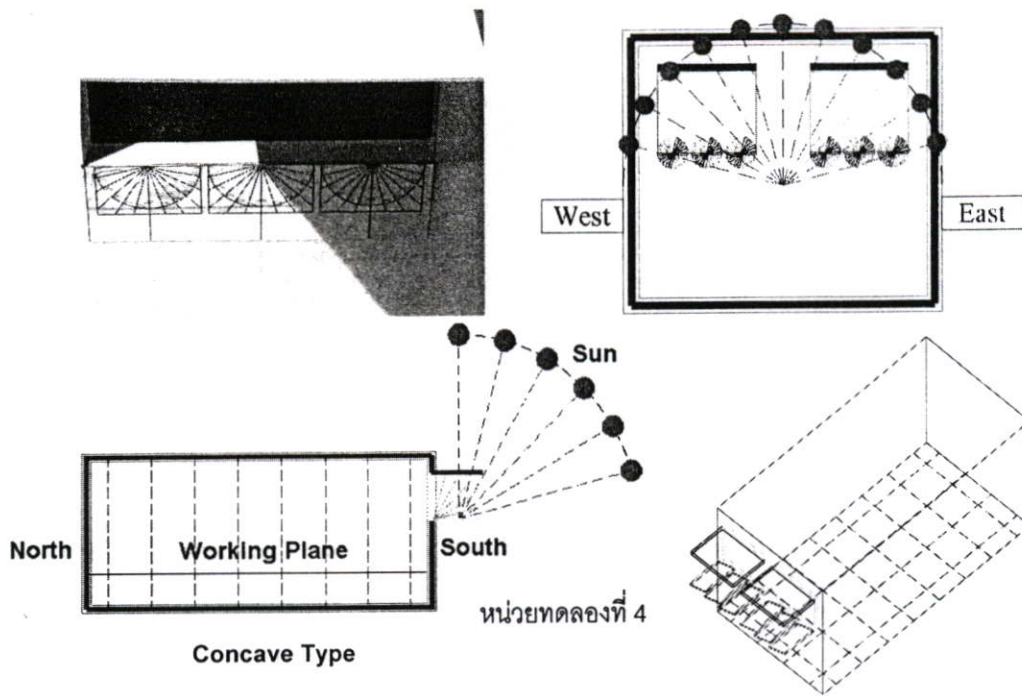 West
East
Sun
North
Working Plane
South
หน่วยทดลองที่ 4
Concave Type